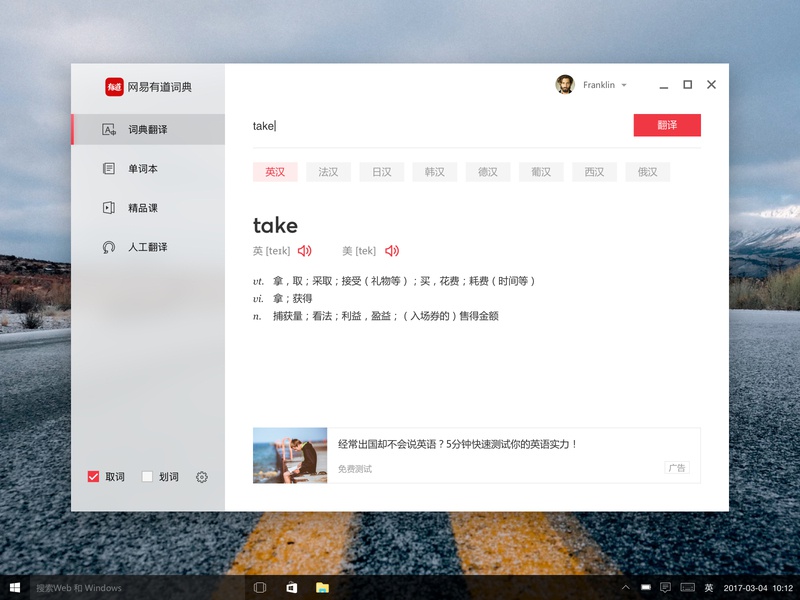 有道 网易有道词典
Franklin
词典翻译
take
翻译
单词本
精品课
人工翻译
英汉 法汉 日汉 韩汉 德汉 葡汉 西汉 俄汉
take
英 [teɪk] 美 [tek]
vt. 拿，取；采取；接受（礼物等）；买，花费；耗费（时间等）
vi. 拿；获得
n. 捕获量；看法；利益，盈益；（入场券的）售得金额
经常出国却不会说英语？5分钟快速测试你的英语实力！
免费测试
广告
取词 划词
搜索Web 和 Windows
英 2017-03-04 10:12